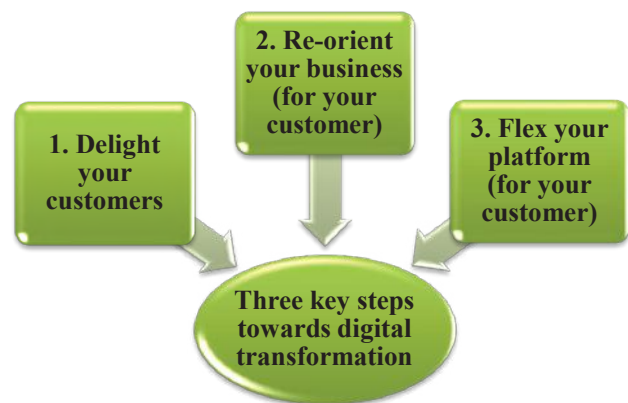 1. Delight
your
customers
2. Re-orient
your business
(for your
customer)
3. Flex your
platform
(for your
customer)
Three key steps
towards digital
transformation